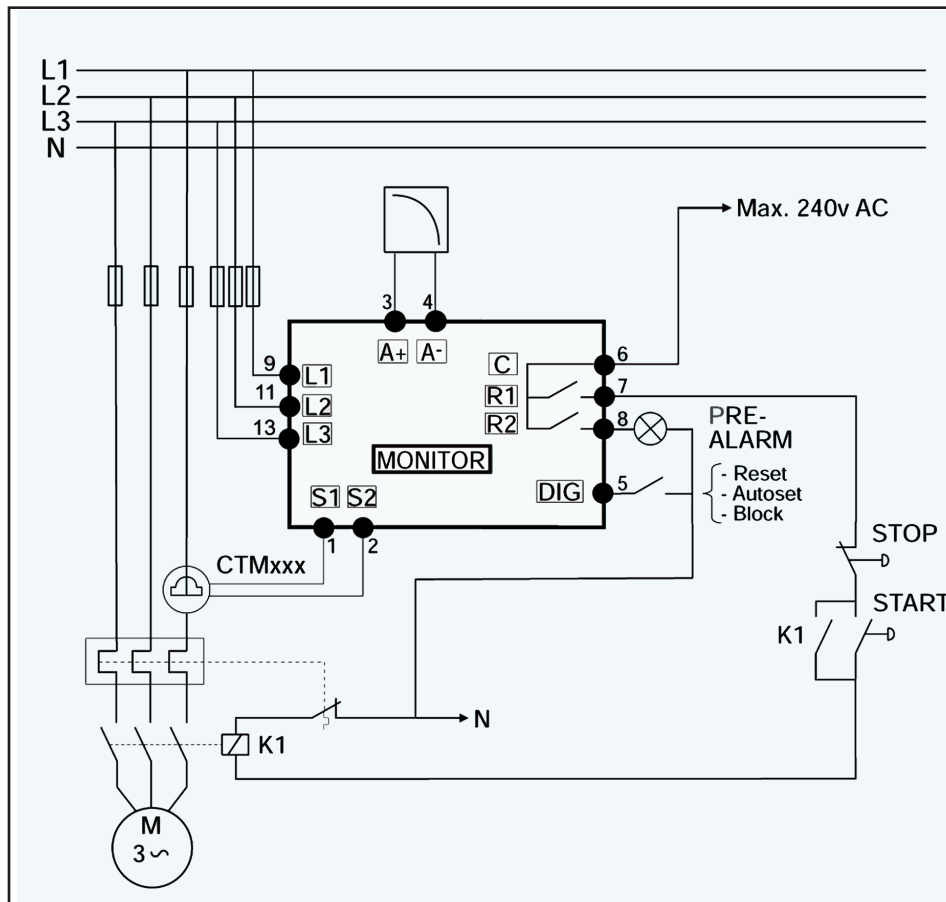 L1
L2
L3
N
Max. 240v AC
3
4
A+
A-
9
L1
11
L2
13
L3
C
6
R1
7
R2
8
PRE-
ALARM
MONITOR
DIG
5
- Reset
- Autoset
- Block
S1
S2
1
2
CTMxxx
STOP
START
K1
K1
N
M
3~